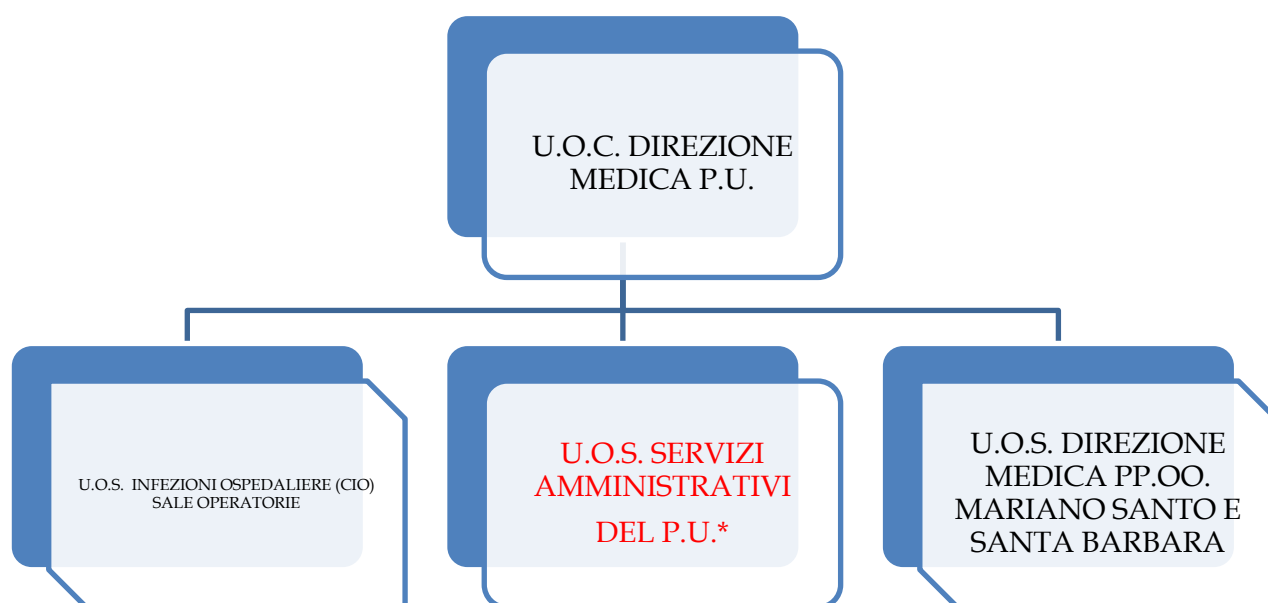 U.O.C. DIREZIONE
MEDICA P.U.
U.O.S. INFEZIONI OSPEDALIERE (CIO)
SALE OPERATORIE
U.O.S. SERVIZI
AMMINISTRATIVI
DEL P.U.*
U.O.S. DIREZIONE
MEDICA PP.OO.
MARIANO SANTO E
SANTA BARBARA